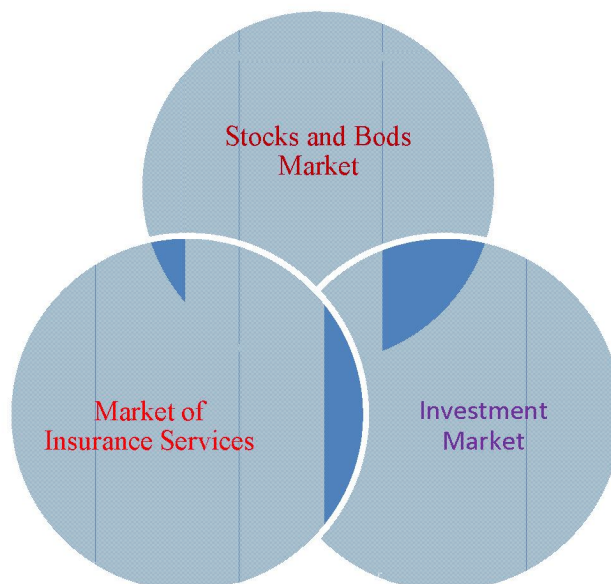 Stocks and Bods
Market
Market of
Insurance Services
Investment
Market